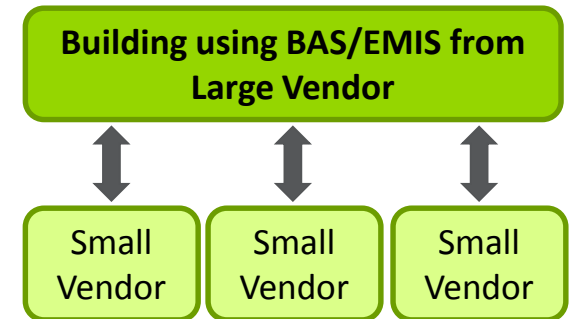 Building using BAS/EMIS from
Large Vendor
Small Small Small
Vendor Vendor Vendor